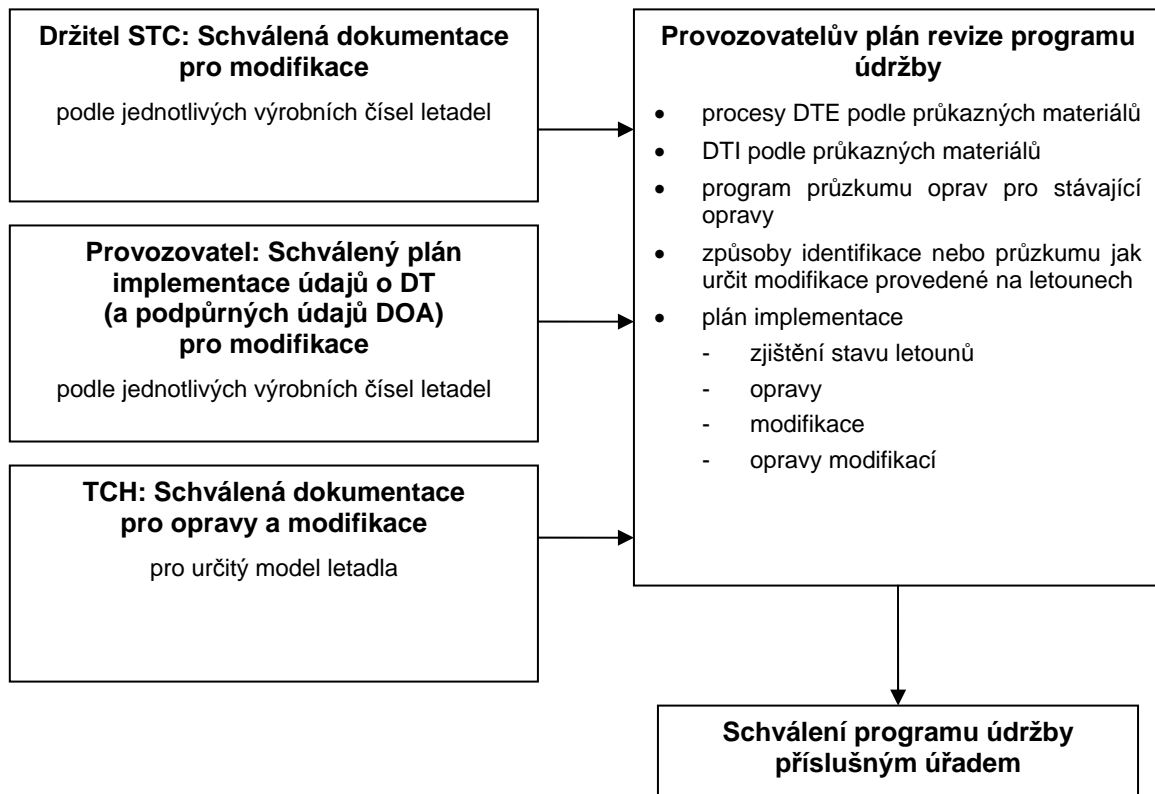 Držitel STC: Schválená dokumentace
pro modifikace
podle jednotlivých výrobních čísel letadel
Provozovatel: Schválený plán
implementace údajů o DT
(a podpůrných údajů DOA)
pro modifikace
podle jednotlivých výrobních čísel letadel
TCH: Schválená dokumentace
pro opravy a modifikace
pro určitý model letadla
Provozovatelův plán revize programu
údržby
• procesy DTE podle průkazných materiálů
• DTI podle průkazných materiálů
• program průzkumu oprav pro stávající
opravy
• způsoby identifikace nebo průzkumu jak
určit modifikace provedené na letounech
• plán implementace
- zjištění stavu letounů
- opravy
- modifikace
- opravy modifikací
Schválení programu údržby
příslušným úřadem